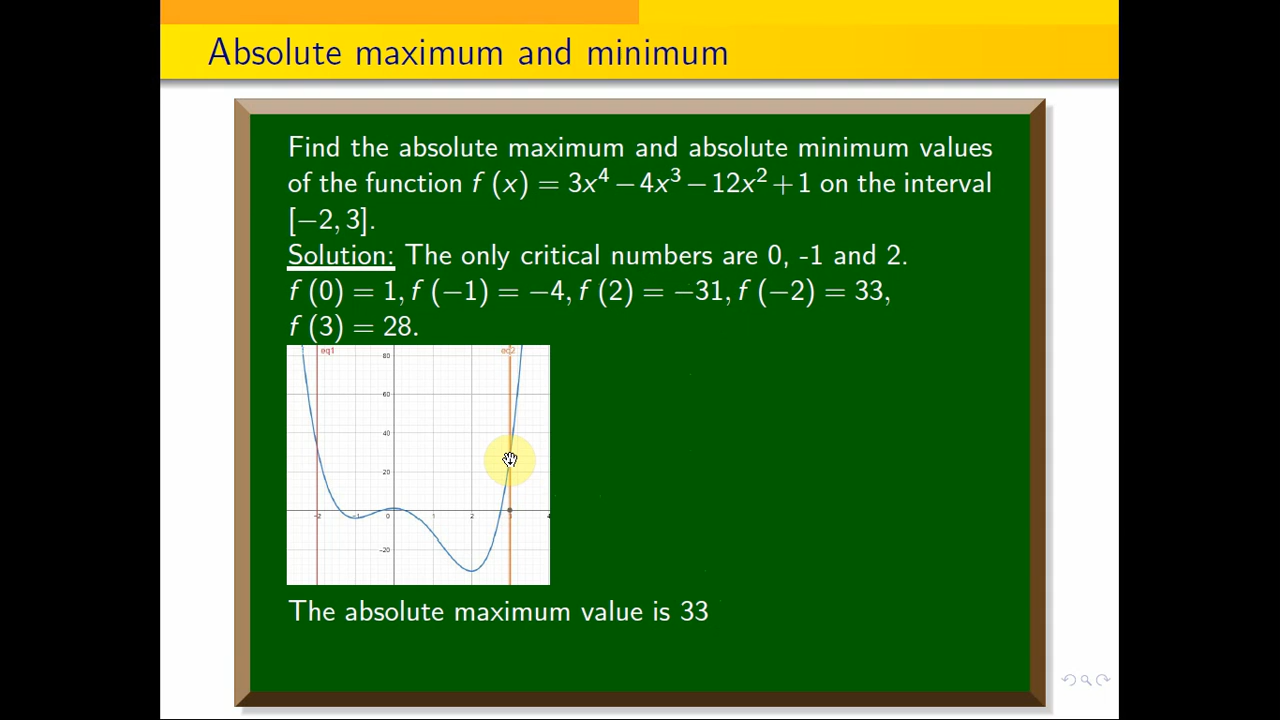 Absolute maximum and minimum
Find the absolute maximum and absolute minimum values
of the function f (x) = 3x⁴ − 4x³ − 12x² + 1 on the interval
[−2, 3].
Solution: The only critical numbers are 0, -1 and 2.
f (0) = 1, f (−1) = −4, f (2) = −31, f (−2) = 33,
f (3) = 28.
eq1
eq2
80
60
40
20
-2 -1 0 1 2 3 4
-20
The absolute maximum value is 33